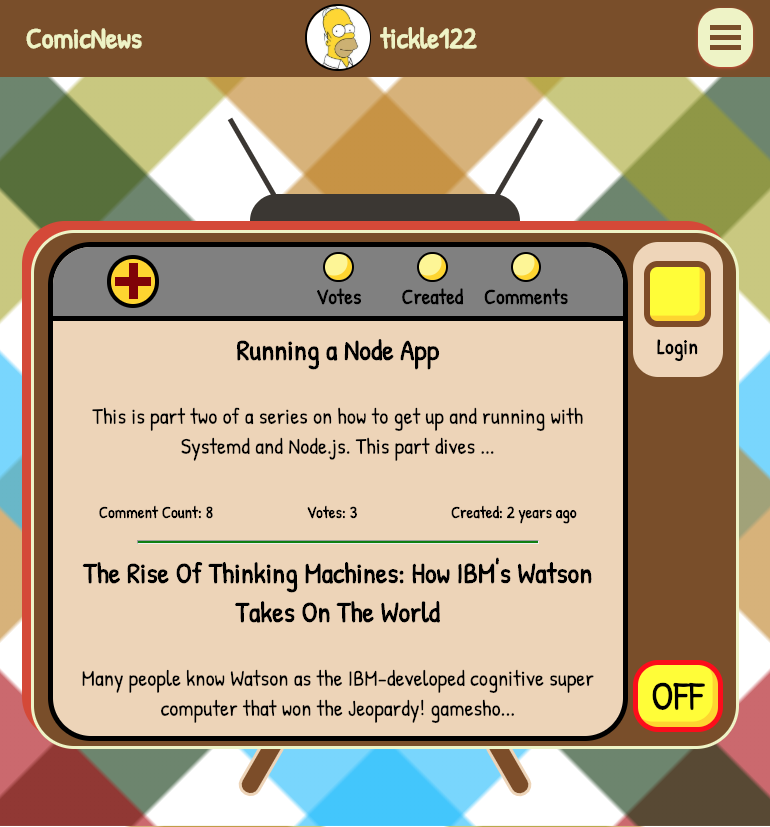 ComicNews
tickle122
Votes
Created
Comments
Login
Running a Node App
This is part two of a series on how to get up and running with
Systemd and Node.js. This part dives ...
Comment Count: 8
Votes: 3
Created: 2 years ago
The Rise Of Thinking Machines: How IBM's Watson
Takes On The World
Many people know Watson as the IBM-developed cognitive super
computer that won the Jeopardy! gamesho...
OFF